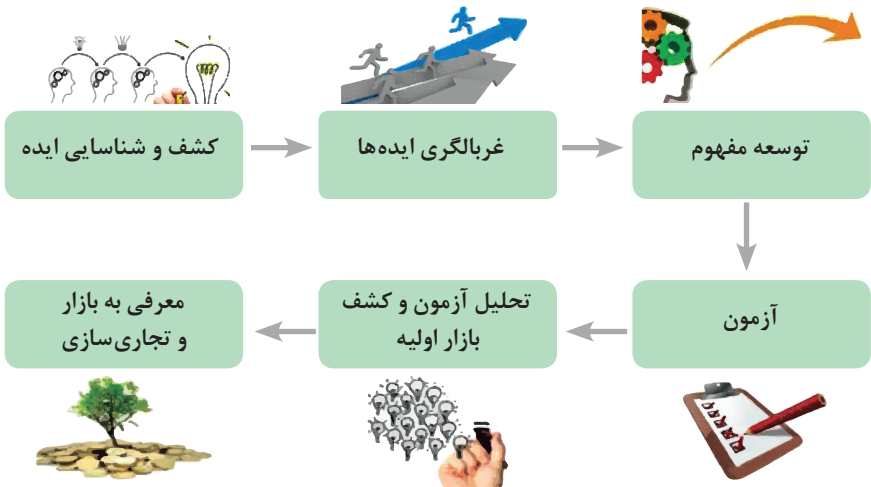 کشف و شناسایی ایده
غربالگری ایده‌ها
توسعه مفهوم
آزمون
تحلیل آزمون و کشف
بازار اولیه
معرفی به بازار
و تجاری‌سازی